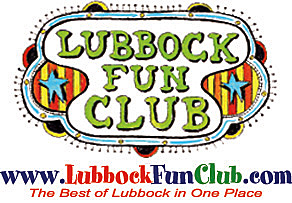 LUBBOCK
FUN
CLUB
www.LubbockFunClub.com
The Best of Lubbock in One Place